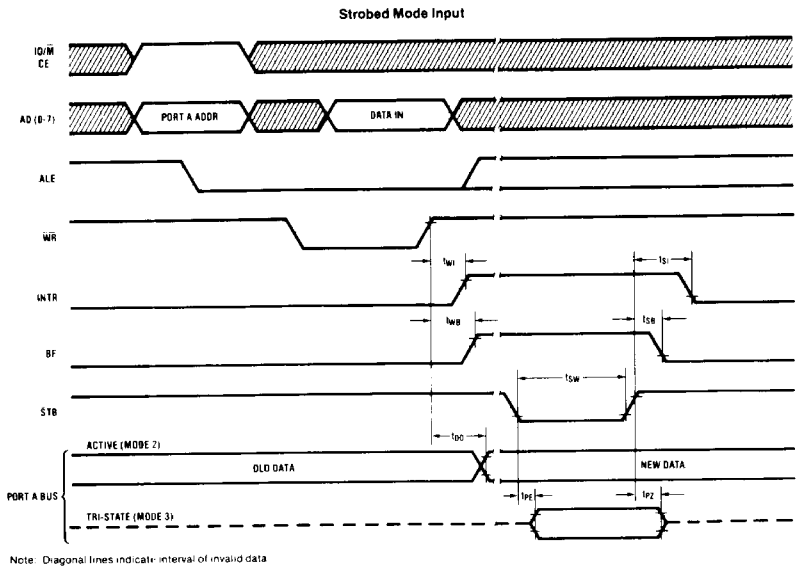 Strobed Mode Input
IO/M̅
CE
AD (0-7)
PORT A ADDR
DATA IN
ALE
W̅R̅
tWI
tSI
INTR
tWB
tSB
BF
tSW
STB
tDO
ACTIVE (MODE 2)
OLD DATA
NEW DATA
PORT A BUS
tPE
tPZ
TRI-STATE (MODE 3)
Note: Diagonal lines indicate interval of invalid data